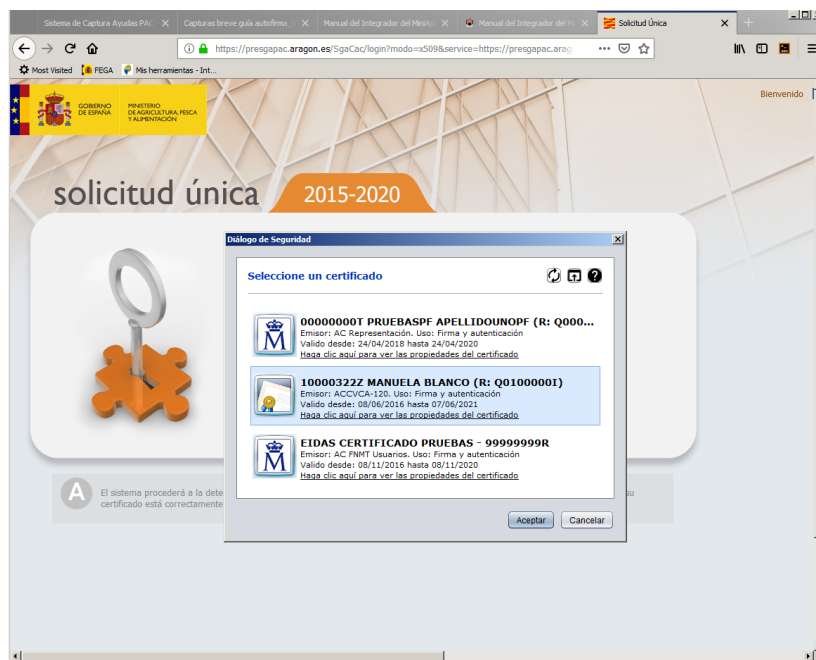 Sistema de Captura Ayudas PAC
Capturas breve guía autofirma_
Manual del Integrador del MiniAp
Manual del Integrador del Mi
Solicitud Única
https://presgapac.aragon.es/SgaCac/login?modo=x509&service=https://presgapac.arag
Most Visited
FEGA
Mis herramientas - Int...
Bienvenido
GOBIERNO
DE ESPAÑA
MINISTERIO
DE AGRICULTURA, PESCA
Y ALIMENTACIÓN
solicitud única
2015-2020
Diálogo de Seguridad
Seleccione un certificado
00000000T PRUEBASPF APELLIDOUNOPF (R: Q000...
Emisor: AC Representación. Uso: Firma y autenticación
Valido desde: 24/04/2018 hasta 24/04/2020
Haga clic aquí para ver las propiedades del certificado
10000322Z MANUELA BLANCO (R: Q0100000I)
Emisor: ACCVCA-120. Uso: Firma y autenticación
Valido desde: 08/06/2016 hasta 07/06/2021
Haga clic aquí para ver las propiedades del certificado
EIDAS CERTIFICADO PRUEBAS - 99999999R
Emisor: AC FNMT Usuarios. Uso: Firma y autenticación
Valido desde: 08/11/2016 hasta 08/11/2020
Haga clic aquí para ver las propiedades del certificado
Aceptar
Cancelar
A
El sistema procederá a la dete
su
certificado está correctamente